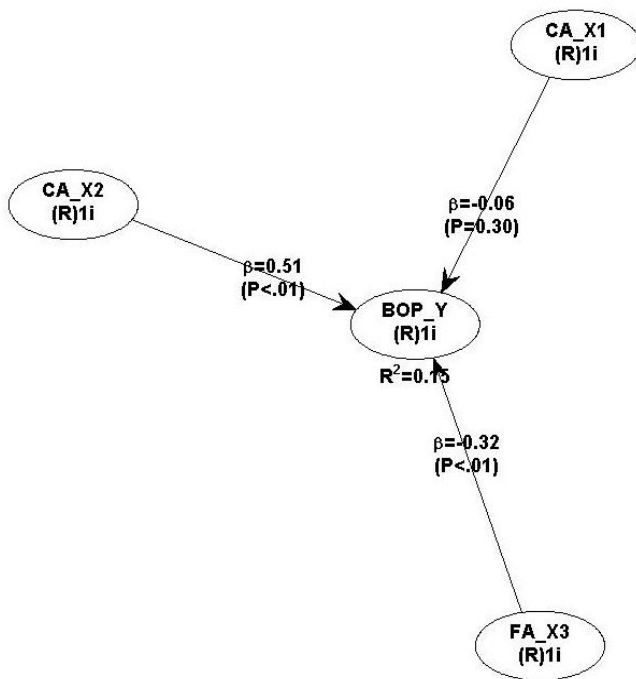 CA_X1
(R)1i
CA_X2
(R)1i
β=-0.06
(P=0.30)
β=0.51
(P<.01)
BOP_Y
(R)1i
R²=0.15
β=-0.32
(P<.01)
FA_X3
(R)1i